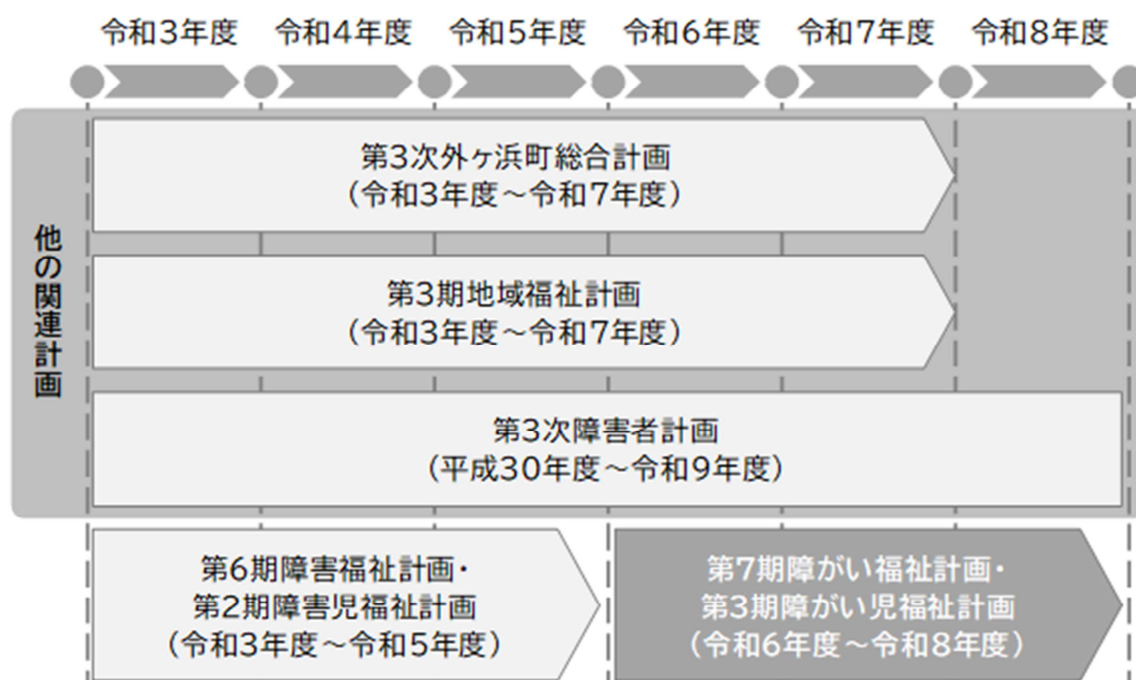 令和3年度 令和4年度 令和5年度 令和6年度 令和7年度 令和8年度
他の関連計画
第3次外ヶ浜町総合計画
（令和3年度～令和7年度）
第3期地域福祉計画
（令和3年度～令和7年度）
第3次障害者計画
（平成30年度～令和9年度）
第6期障害福祉計画・
第2期障害児福祉計画
（令和3年度～令和5年度）
第7期障がい福祉計画・
第3期障がい児福祉計画
（令和6年度～令和8年度）